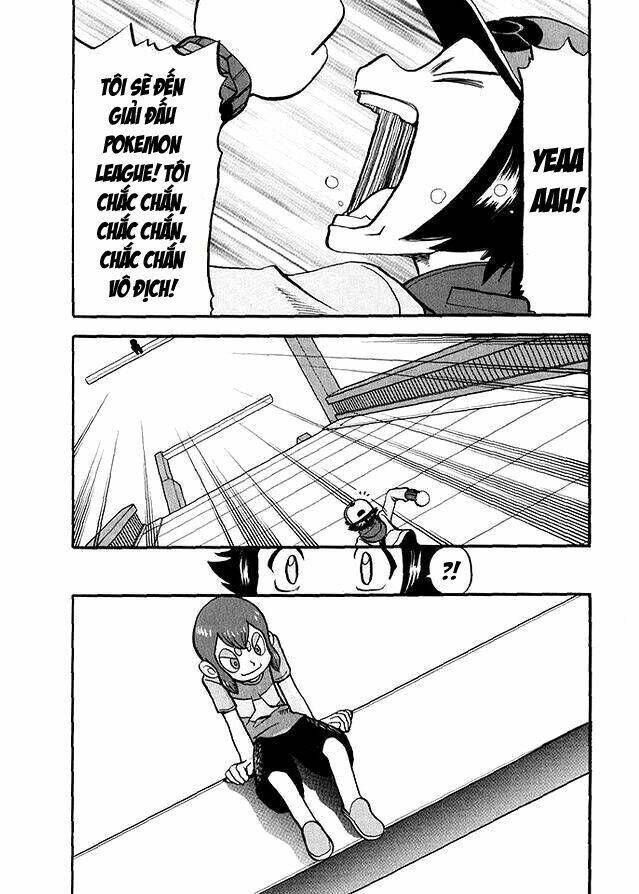 YEAA
AAH!
TÔI SẼ ĐẾN
GIẢI ĐẤU
POKEMON
LEAGUE! TÔI
CHẮC CHẮN,
CHẮC CHẮN,
CHẮC CHẮN
VÔ ĐỊCH!
?!